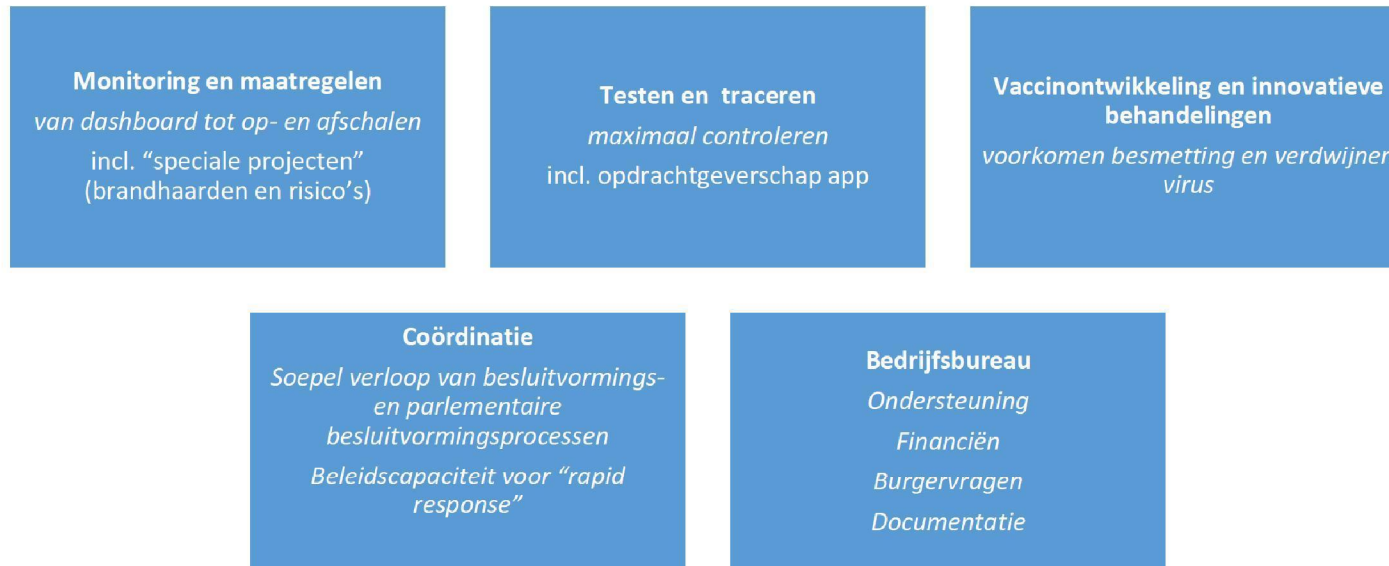 Monitoring en maatregelen
van dashboard tot op- en afschalen
incl. “speciale projecten”
(brandhaarden en risico’s)
Testen en traceren
maximaal controleren
incl. opdrachtgeverschap app
Vaccinontwikkeling en innovatieve
behandelingen
voorkomen besmetting en verdwijnen
virus
Coördinatie
Soepel verloop van besluitvormings-
en parlementaire
besluitvormingsprocessen
Beleidscapaciteit voor “rapid
response”
Bedrijfsbureau
Ondersteuning
Financiën
Burgervragen
Documentatie